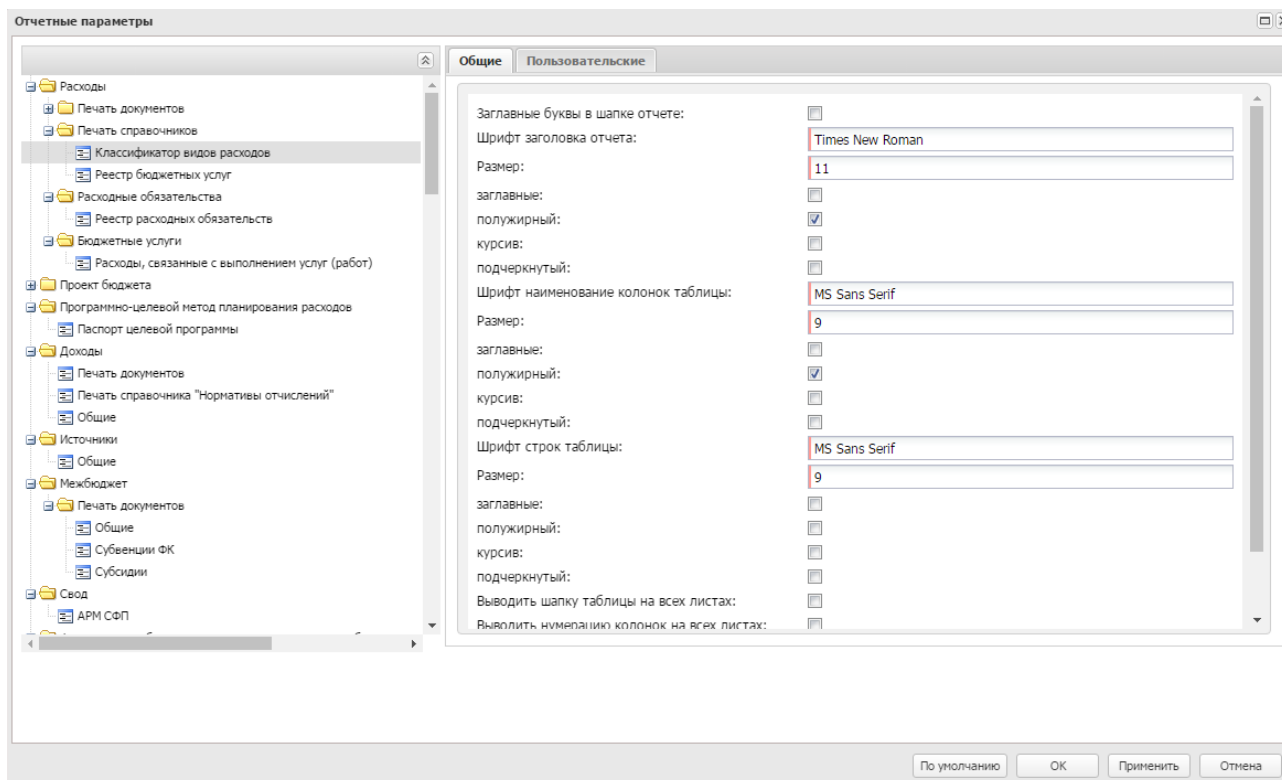 Отчетные параметры
Расходы
Печать документов
Печать справочников
Классификатор видов расходов
Реестр бюджетных услуг
Расходные обязательства
Реестр расходных обязательств
Бюджетные услуги
Расходы, связанные с выполнением услуг (работ)
Проект бюджета
Программно-целевой метод планирования расходов
Паспорт целевой программы
Доходы
Печать документов
Печать справочника "Нормативы отчислений"
Общие
Источники
Общие
Межбюджет
Печать документов
Общие
Субвенции ФК
Субсидии
Свод
АРМ СФП
Общие Пользовательские
Заглавные буквы в шапке отчете:
Шрифт заголовка отчета: Times New Roman
Размер: 11
заглавные:
полужирный:
курсив:
подчеркнутый:
Шрифт наименование колонок таблицы: MS Sans Serif
Размер: 9
заглавные:
полужирный:
курсив:
подчеркнутый:
Шрифт строк таблицы: MS Sans Serif
Размер: 9
заглавные:
полужирный:
курсив:
подчеркнутый:
Выводить шапку таблицы на всех листах:
Выводить нумерацию колонок на всех листах:
По умолчанию ОК Применить Отмена